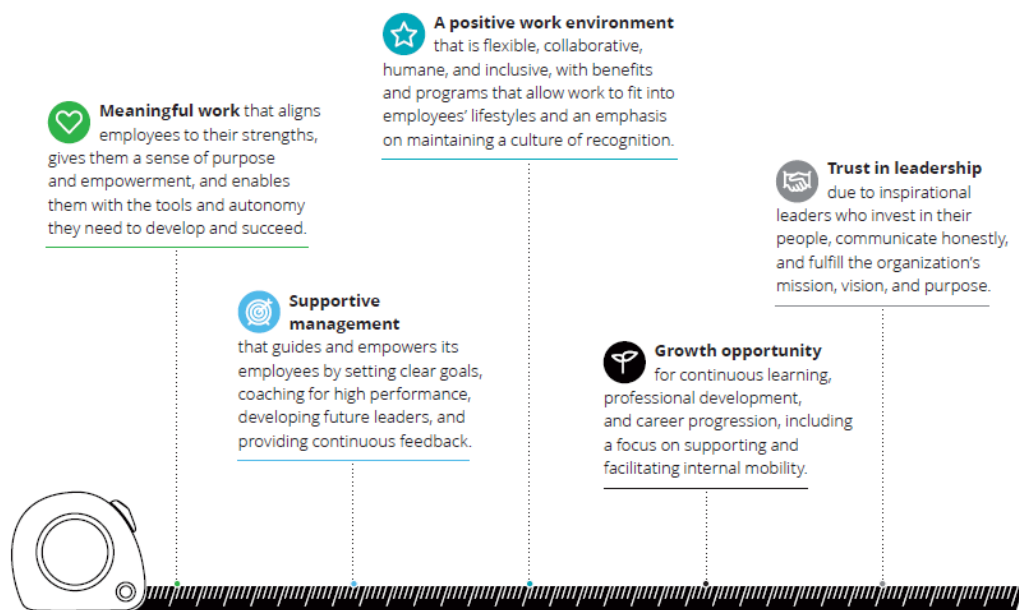 Meaningful work that aligns
employees to their strengths,
gives them a sense of purpose
and empowerment, and enables
them with the tools and autonomy
they need to develop and succeed.
Supportive
management
that guides and empowers its
employees by setting clear goals,
coaching for high performance,
developing future leaders, and
providing continuous feedback.
A positive work environment
that is flexible, collaborative,
humane, and inclusive, with benefits
and programs that allow work to fit into
employees’ lifestyles and an emphasis
on maintaining a culture of recognition.
Growth opportunity
for continuous learning,
professional development,
and career progression, including
a focus on supporting and
facilitating internal mobility.
Trust in leadership
due to inspirational
leaders who invest in their
people, communicate honestly,
and fulfill the organization’s
mission, vision, and purpose.